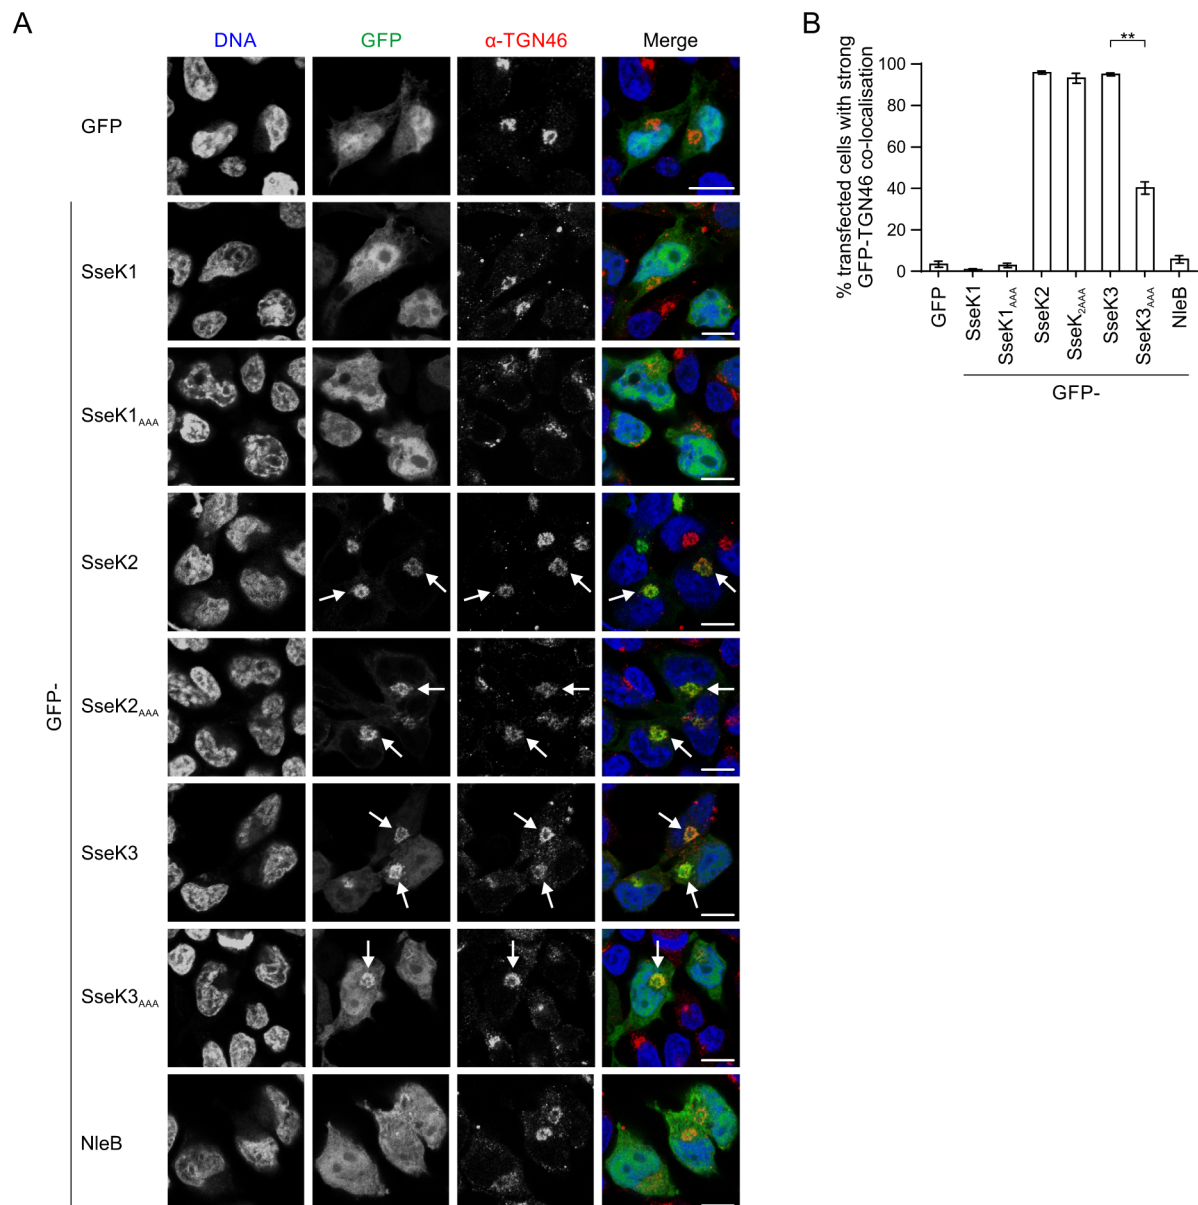 A
DNA
GFP
α-TGN46
Merge
GFP
GFP-
SseK1
SseK1AAA
SseK2
SseK2AAA
SseK3
SseK3AAA
NleB
B
**
% transfected cells with strong
GFP-TGN46 co-localisation
100
80
60
40
20
0
GFP
SseK1
SseK1AAA
SseK2
SseK2AAA
SseK3
SseK3AAA
NleB
GFP-